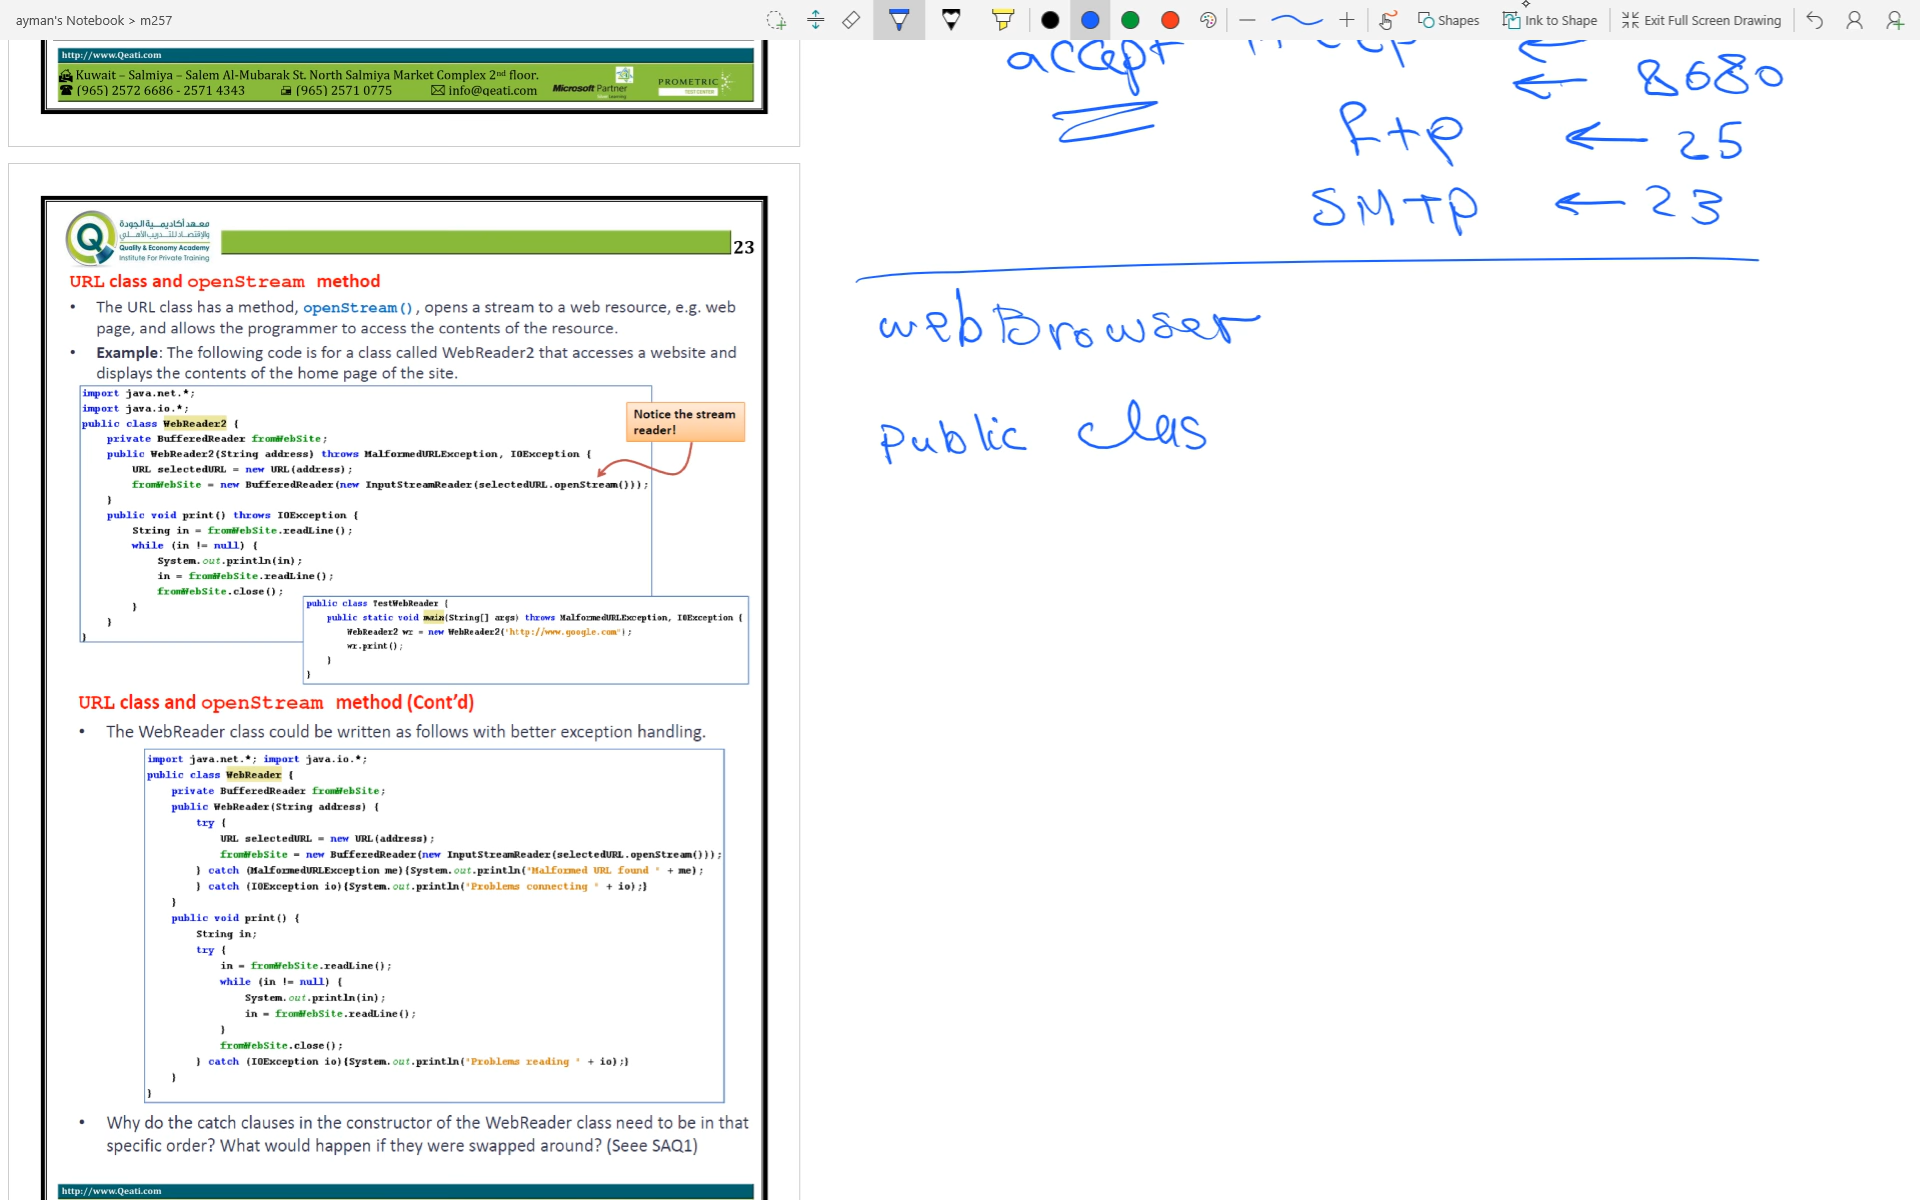 ayman's Notebook > m257
Shapes
Ink to Shape
Exit Full Screen Drawing
http://www.Qeati.com
Kuwait – Salmiya – Salem Al-Mubarak St. North Salmiya Market Complex 2nd floor.
(965) 2572 6686 - 2571 4343 (965) 2571 0775 info@qeati.com Microsoft Partner
PROMETRIC
TEST CENTER
معهد أكاديمية الجودة
Quality & Economy Academy
Institute For Private Training
23
URL class and openStream method
• The URL class has a method, openStream(), opens a stream to a web resource, e.g. web
page, and allows the programmer to access the contents of the resource.
• Example: The following code is for a class called WebReader2 that accesses a website and
displays the contents of the home page of the site.
import java.net.*;
import java.io.*;
public class WebReader2 {
private BufferedReader fromWebSite;
public WebReader2(String address) throws MalformedURLException, IOException {
URL selectedURL = new URL(address);
fromWebSite = new BufferedReader(new InputStreamReader(selectedURL.openStream()));
}
public void print() throws IOException {
String in = fromWebSite.readLine();
while (in != null) {
System.out.println(in);
in = fromWebSite.readLine();
fromWebSite.close();
}
}
}
Notice the stream
reader!
public class TestWebReader {
public static void main(String[] args) throws MalformedURLException, IOException {
WebReader2 wr = new WebReader2("http://www.google.com");
wr.print();
}
}
URL class and openStream method (Cont'd)
• The WebReader class could be written as follows with better exception handling.
import java.net.*; import java.io.*;
public class WebReader {
private BufferedReader fromWebSite;
public WebReader(String address) {
try {
URL selectedURL = new URL(address);
fromWebSite = new BufferedReader(new InputStreamReader(selectedURL.openStream()));
} catch (MalformedURLException me){System.out.println("Malformed URL found " + me);
} catch (IOException io){System.out.println("Problems connecting " + io);}
}
public void print() {
String in;
try {
in = fromWebSite.readLine();
while (in != null) {
System.out.println(in);
in = fromWebSite.readLine();
}
fromWebSite.close();
} catch (IOException io){System.out.println("Problems reading " + io);}
}
}
• Why do the catch clauses in the constructor of the WebReader class need to be in that
specific order? What would happen if they were swapped around? (Seee SAQ1)
http://www.Qeati.com
accept
← 8080
ftp ← 25
SMtp ← 23
webBrowser
public clas